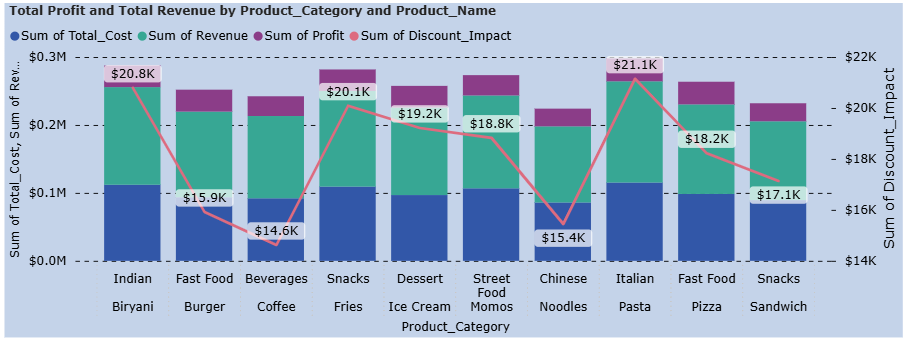 Total Profit and Total Revenue by Product_Category and Product_Name
Sum of Total_Cost Sum of Revenue Sum of Profit Sum of Discount_Impact
Sum of Total_Cost, Sum of Rev...
$0.3M
$0.2M
$0.1M
$0.0M
$20.8K
$15.9K
$14.6K
$20.1K
$19.2K
$18.8K
$15.4K
$21.1K
$18.2K
$17.1K
$22K
$20K
$18K
$16K
$14K
Sum of Discount_Impact
Indian Fast Food Beverages Snacks Dessert Street Food Chinese Italian Fast Food Snacks
Biryani Burger Coffee Fries Ice Cream Momos Noodles Pasta Pizza Sandwich
Product_Category